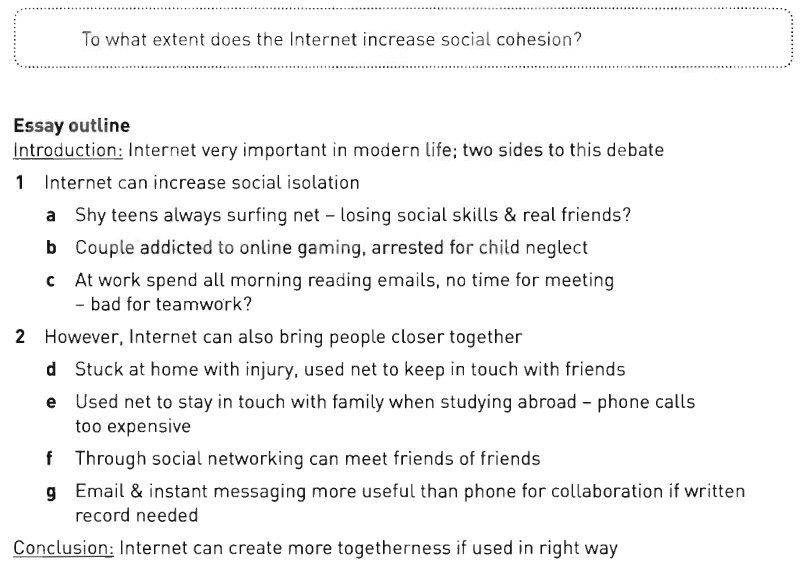 To what extent does the Internet increase social cohesion?
Essay outline
Introduction: Internet very important in modern life; two sides to this debate
1 Internet can increase social isolation
a Shy teens always surfing net – losing social skills & real friends?
b Couple addicted to online gaming, arrested for child neglect
c At work spend all morning reading emails, no time for meeting
– bad for teamwork?
2 However, Internet can also bring people closer together
d Stuck at home with injury, used net to keep in touch with friends
e Used net to stay in touch with family when studying abroad – phone calls
too expensive
f Through social networking can meet friends of friends
g Email & instant messaging more useful than phone for collaboration if written
record needed
Conclusion: Internet can create more togetherness if used in right way